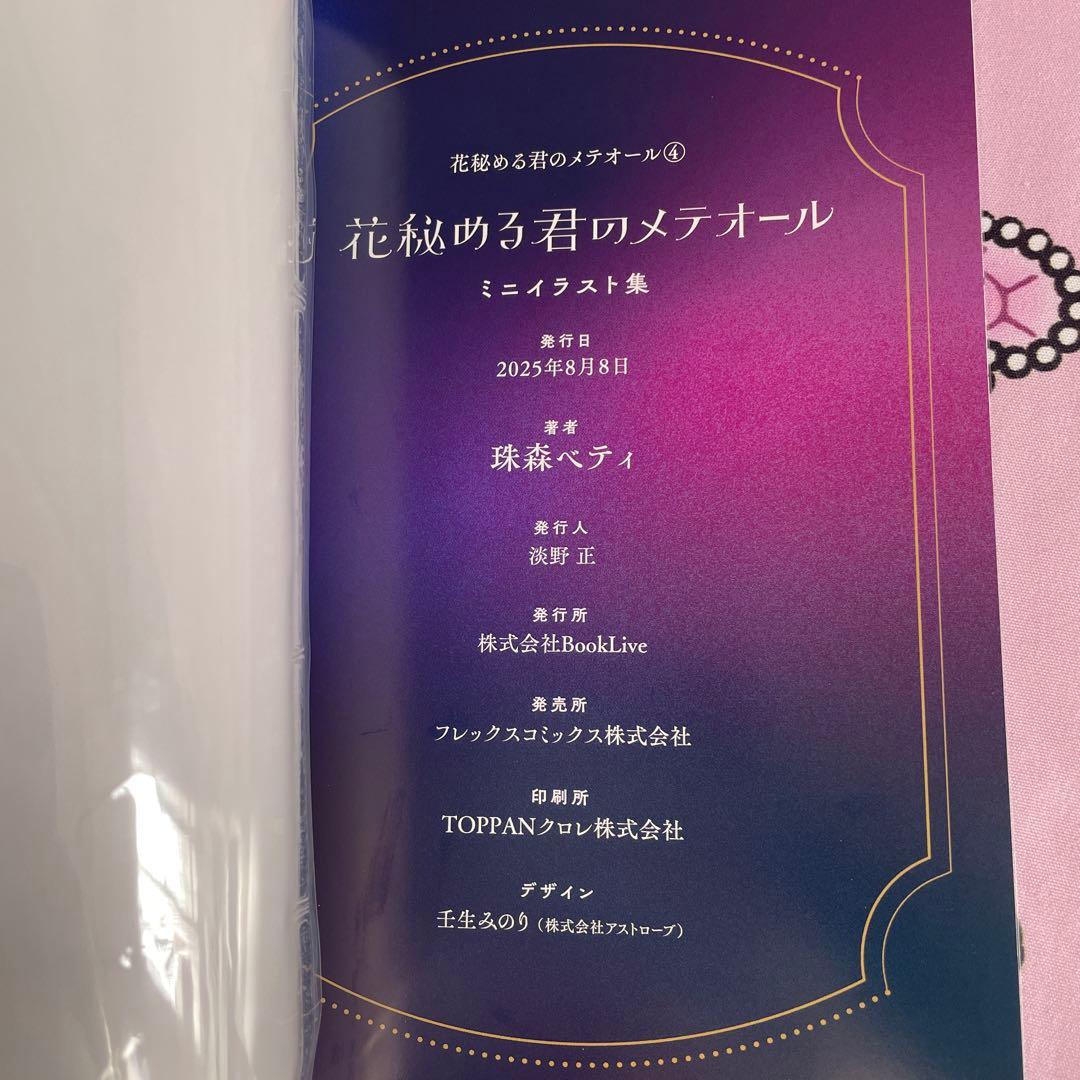 花秘める君のメテオール④
花秘める君のメテオール
ミニイラスト集
発行日
2025年8月8日
著者
珠森ベティ
発行人
淡野 正
発行所
株式会社BookLive
発売所
フレックスコミックス株式会社
印刷所
TOPPANクロレ株式会社
デザイン
壬生みのり（株式会社アストローブ）